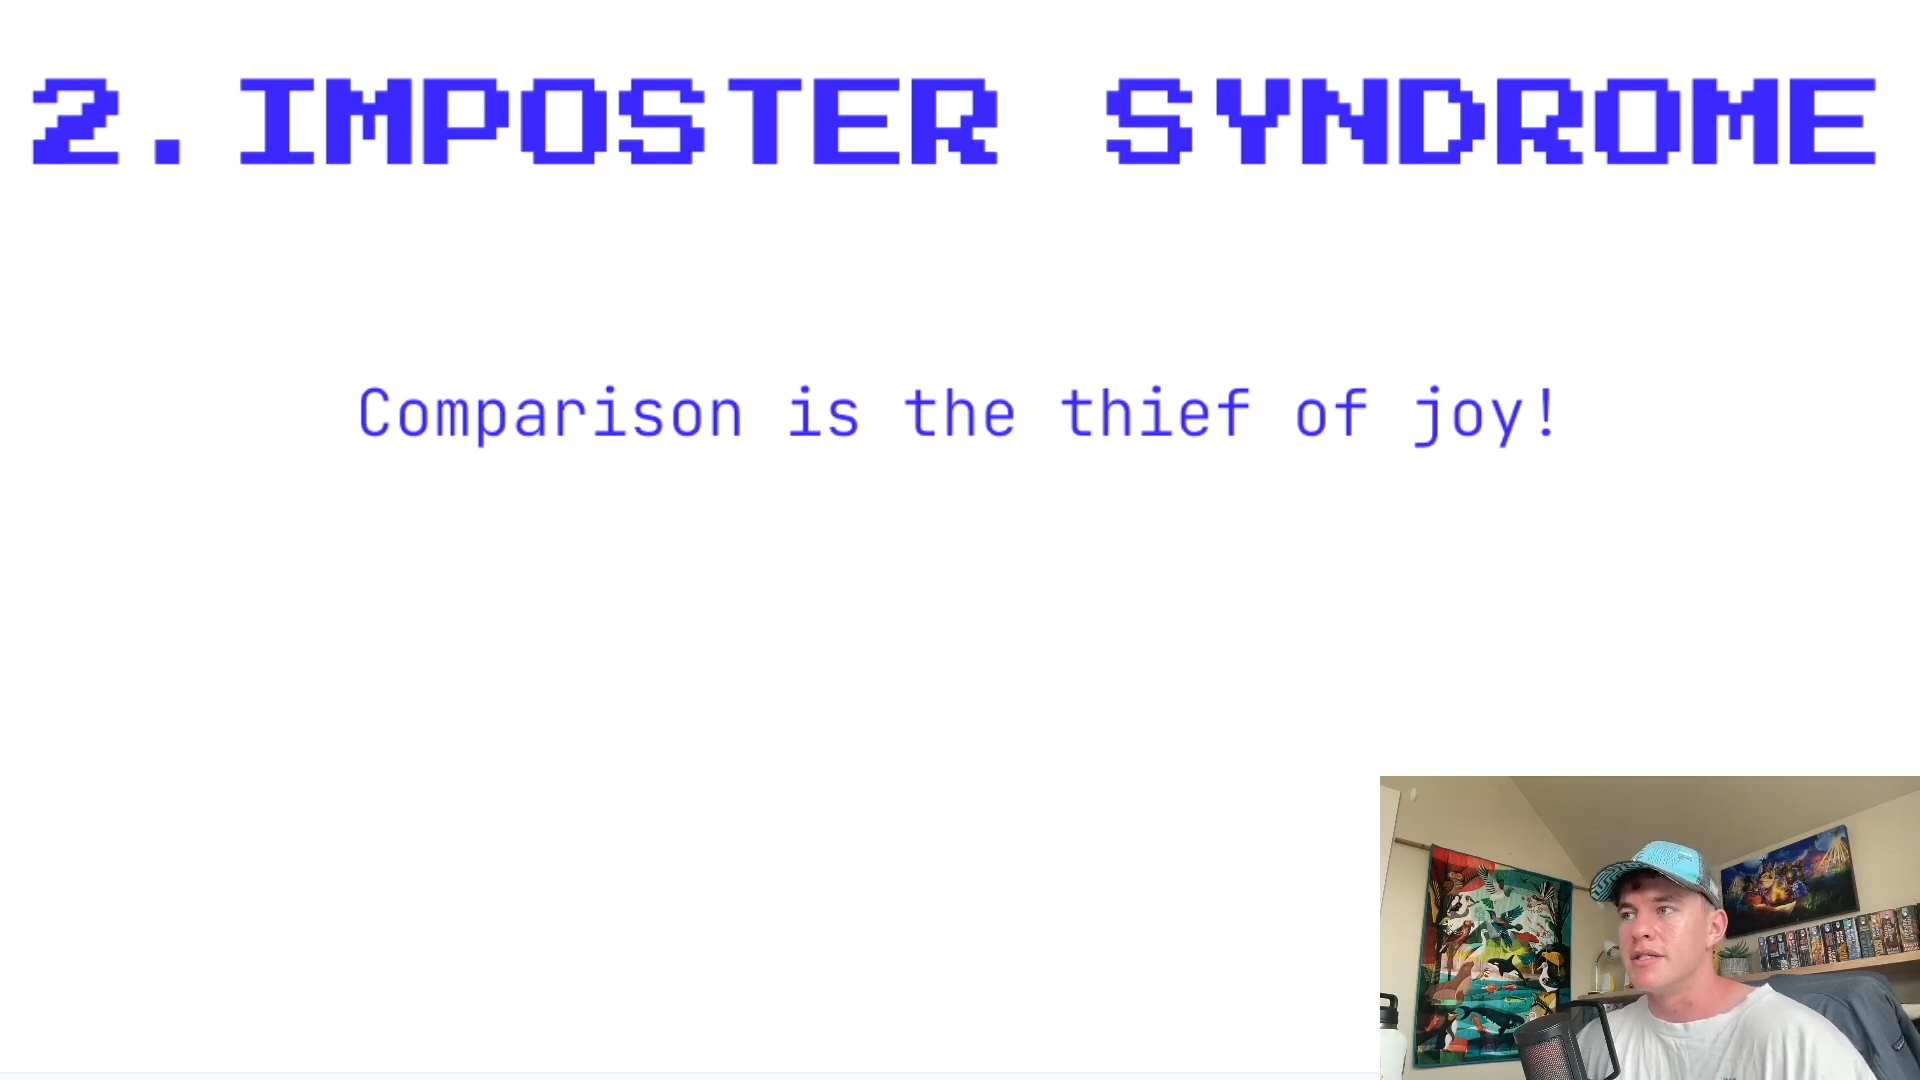 2. IMPOSTER SYNDROME
Comparison is the thief of joy!